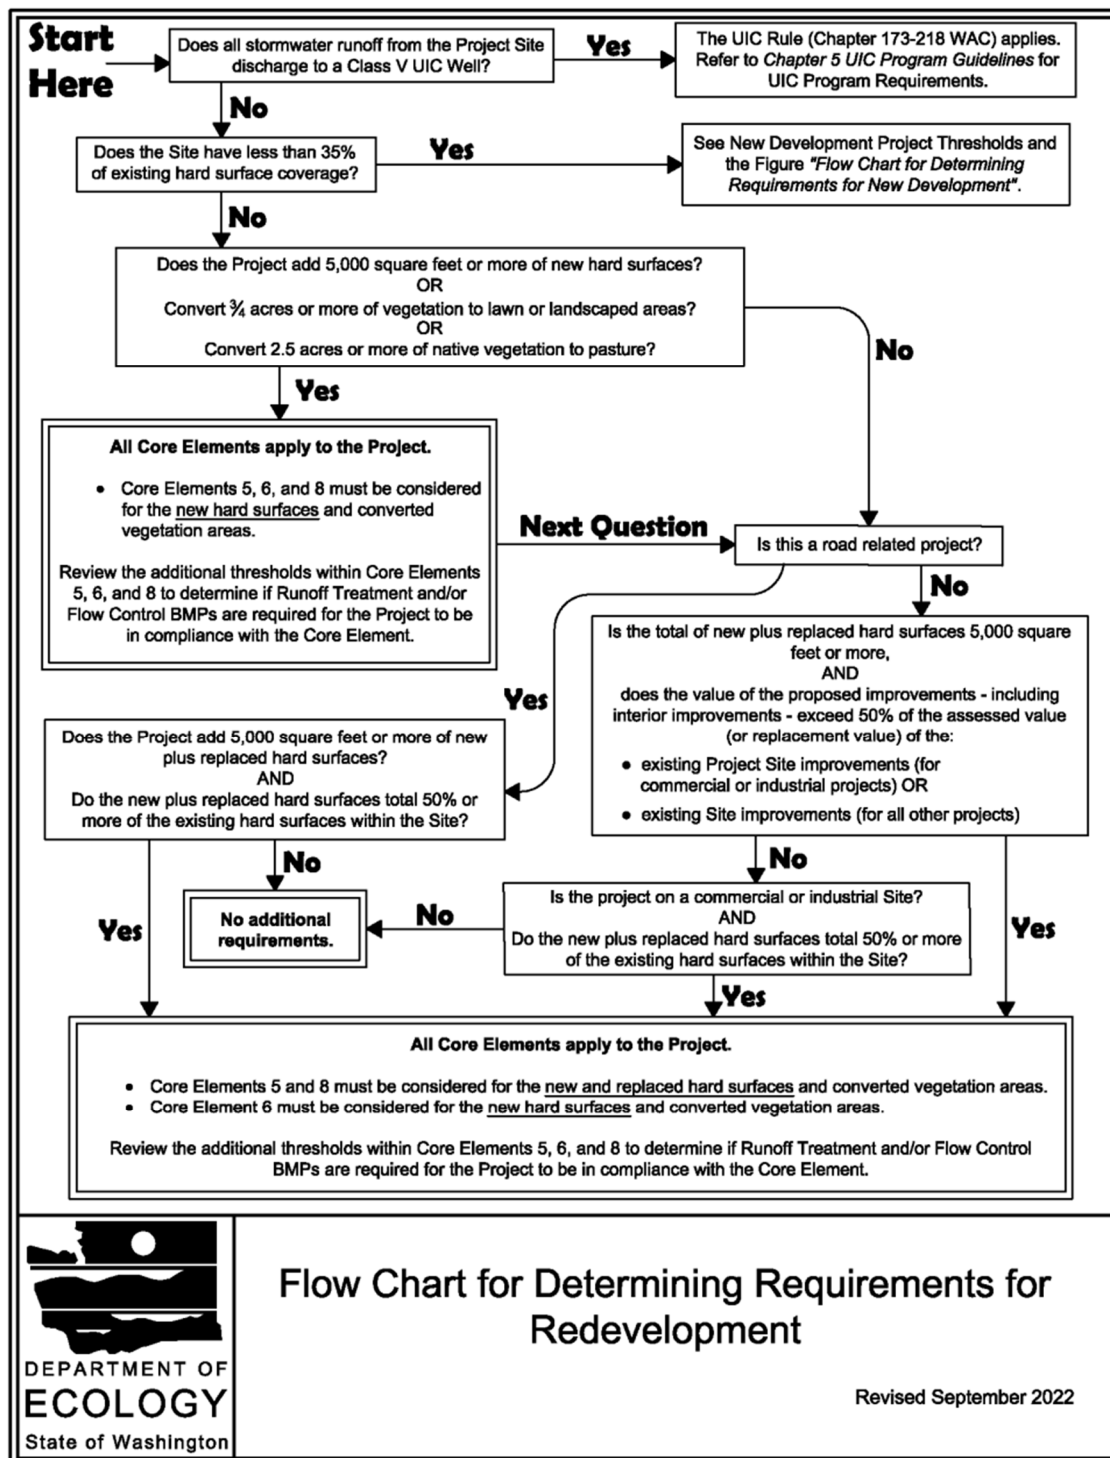 Start
Here
Does all stormwater runoff from the Project Site
discharge to a Class V UIC Well?
Yes
The UIC Rule (Chapter 173-218 WAC) applies.
Refer to Chapter 5 UIC Program Guidelines for
UIC Program Requirements.
No
Does the Site have less than 35%
of existing hard surface coverage?
Yes
See New Development Project Thresholds and
the Figure "Flow Chart for Determining
Requirements for New Development".
No
Does the Project add 5,000 square feet or more of new hard surfaces?
OR
Convert ¾ acres or more of vegetation to lawn or landscaped areas?
OR
Convert 2.5 acres or more of native vegetation to pasture?
No
Yes
All Core Elements apply to the Project.
• Core Elements 5, 6, and 8 must be considered
for the new hard surfaces and converted
vegetation areas.
Review the additional thresholds within Core Elements
5, 6, and 8 to determine if Runoff Treatment and/or
Flow Control BMPs are required for the Project to be
in compliance with the Core Element.
Next Question
Is this a road related project?
No
Is the total of new plus replaced hard surfaces 5,000 square
feet or more,
AND
does the value of the proposed improvements - including
interior improvements - exceed 50% of the assessed value
(or replacement value) of the:
• existing Project Site improvements (for
commercial or industrial projects) OR
• existing Site improvements (for all other projects)
Yes
Does the Project add 5,000 square feet or more of new
plus replaced hard surfaces?
AND
Do the new plus replaced hard surfaces total 50% or
more of the existing hard surfaces within the Site?
No
No
Is the project on a commercial or industrial Site?
AND
Do the new plus replaced hard surfaces total 50% or more
of the existing hard surfaces within the Site?
No
No additional
requirements.
Yes
Yes
Yes
All Core Elements apply to the Project.
• Core Elements 5 and 8 must be considered for the new and replaced hard surfaces and converted vegetation areas.
• Core Element 6 must be considered for the new hard surfaces and converted vegetation areas.
Review the additional thresholds within Core Elements 5, 6, and 8 to determine if Runoff Treatment and/or Flow Control
BMPs are required for the Project to be in compliance with the Core Element.
DEPARTMENT OF
ECOLOGY
State of Washington
Flow Chart for Determining Requirements for
Redevelopment
Revised September 2022